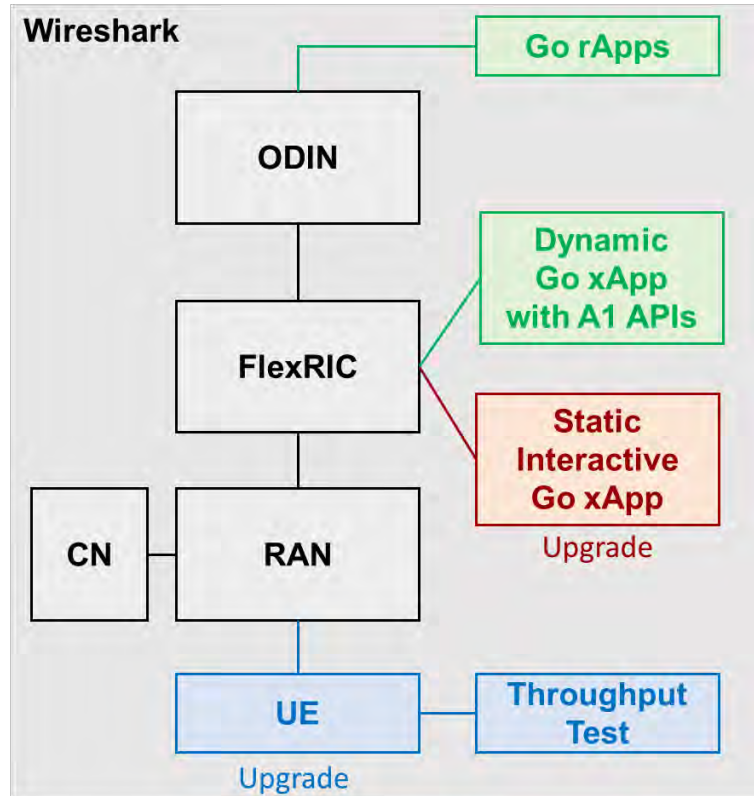 Wireshark
Go rApps
ODIN
Dynamic
Go xApp
with A1 APIs
FlexRIC
Static
Interactive
Go xApp
Upgrade
CN
RAN
UE
Throughput
Test
Upgrade